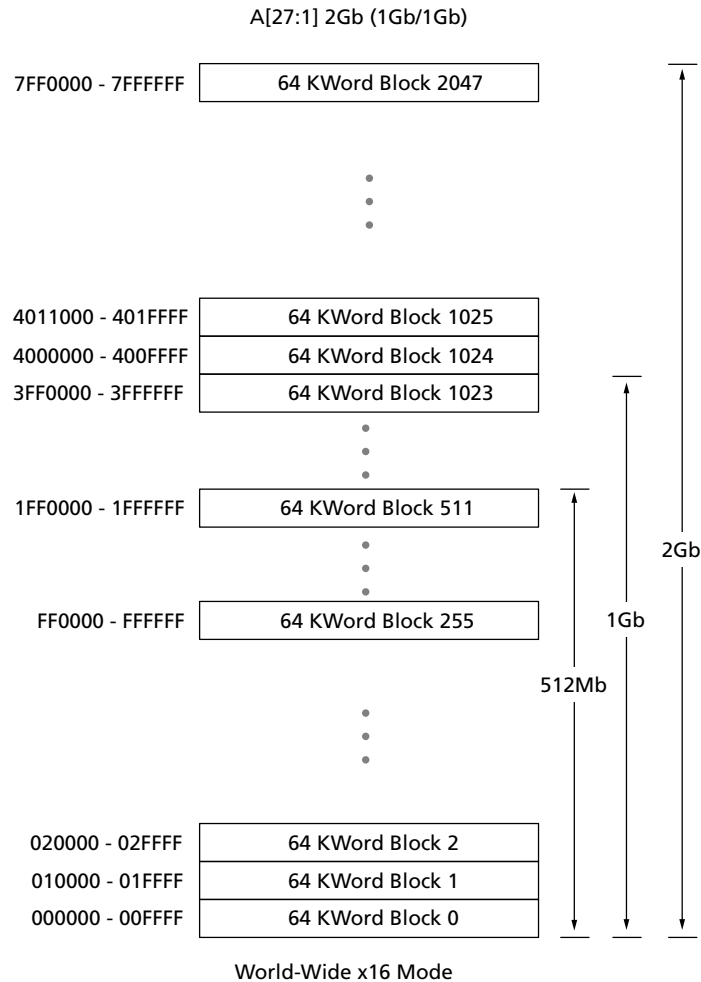 A[27:1] 2Gb (1Gb/1Gb)
7FF0000 - 7FFFFFF 64 KWord Block 2047
4011000 - 401FFFF 64 KWord Block 1025
4000000 - 400FFFF 64 KWord Block 1024
3FF0000 - 3FFFFFF 64 KWord Block 1023
1FF0000 - 1FFFFFF 64 KWord Block 511
2Gb
FF0000 - FFFFFF 64 KWord Block 255
1Gb
512Mb
020000 - 02FFFF 64 KWord Block 2
010000 - 01FFFF 64 KWord Block 1
000000 - 00FFFF 64 KWord Block 0
World-Wide x16 Mode